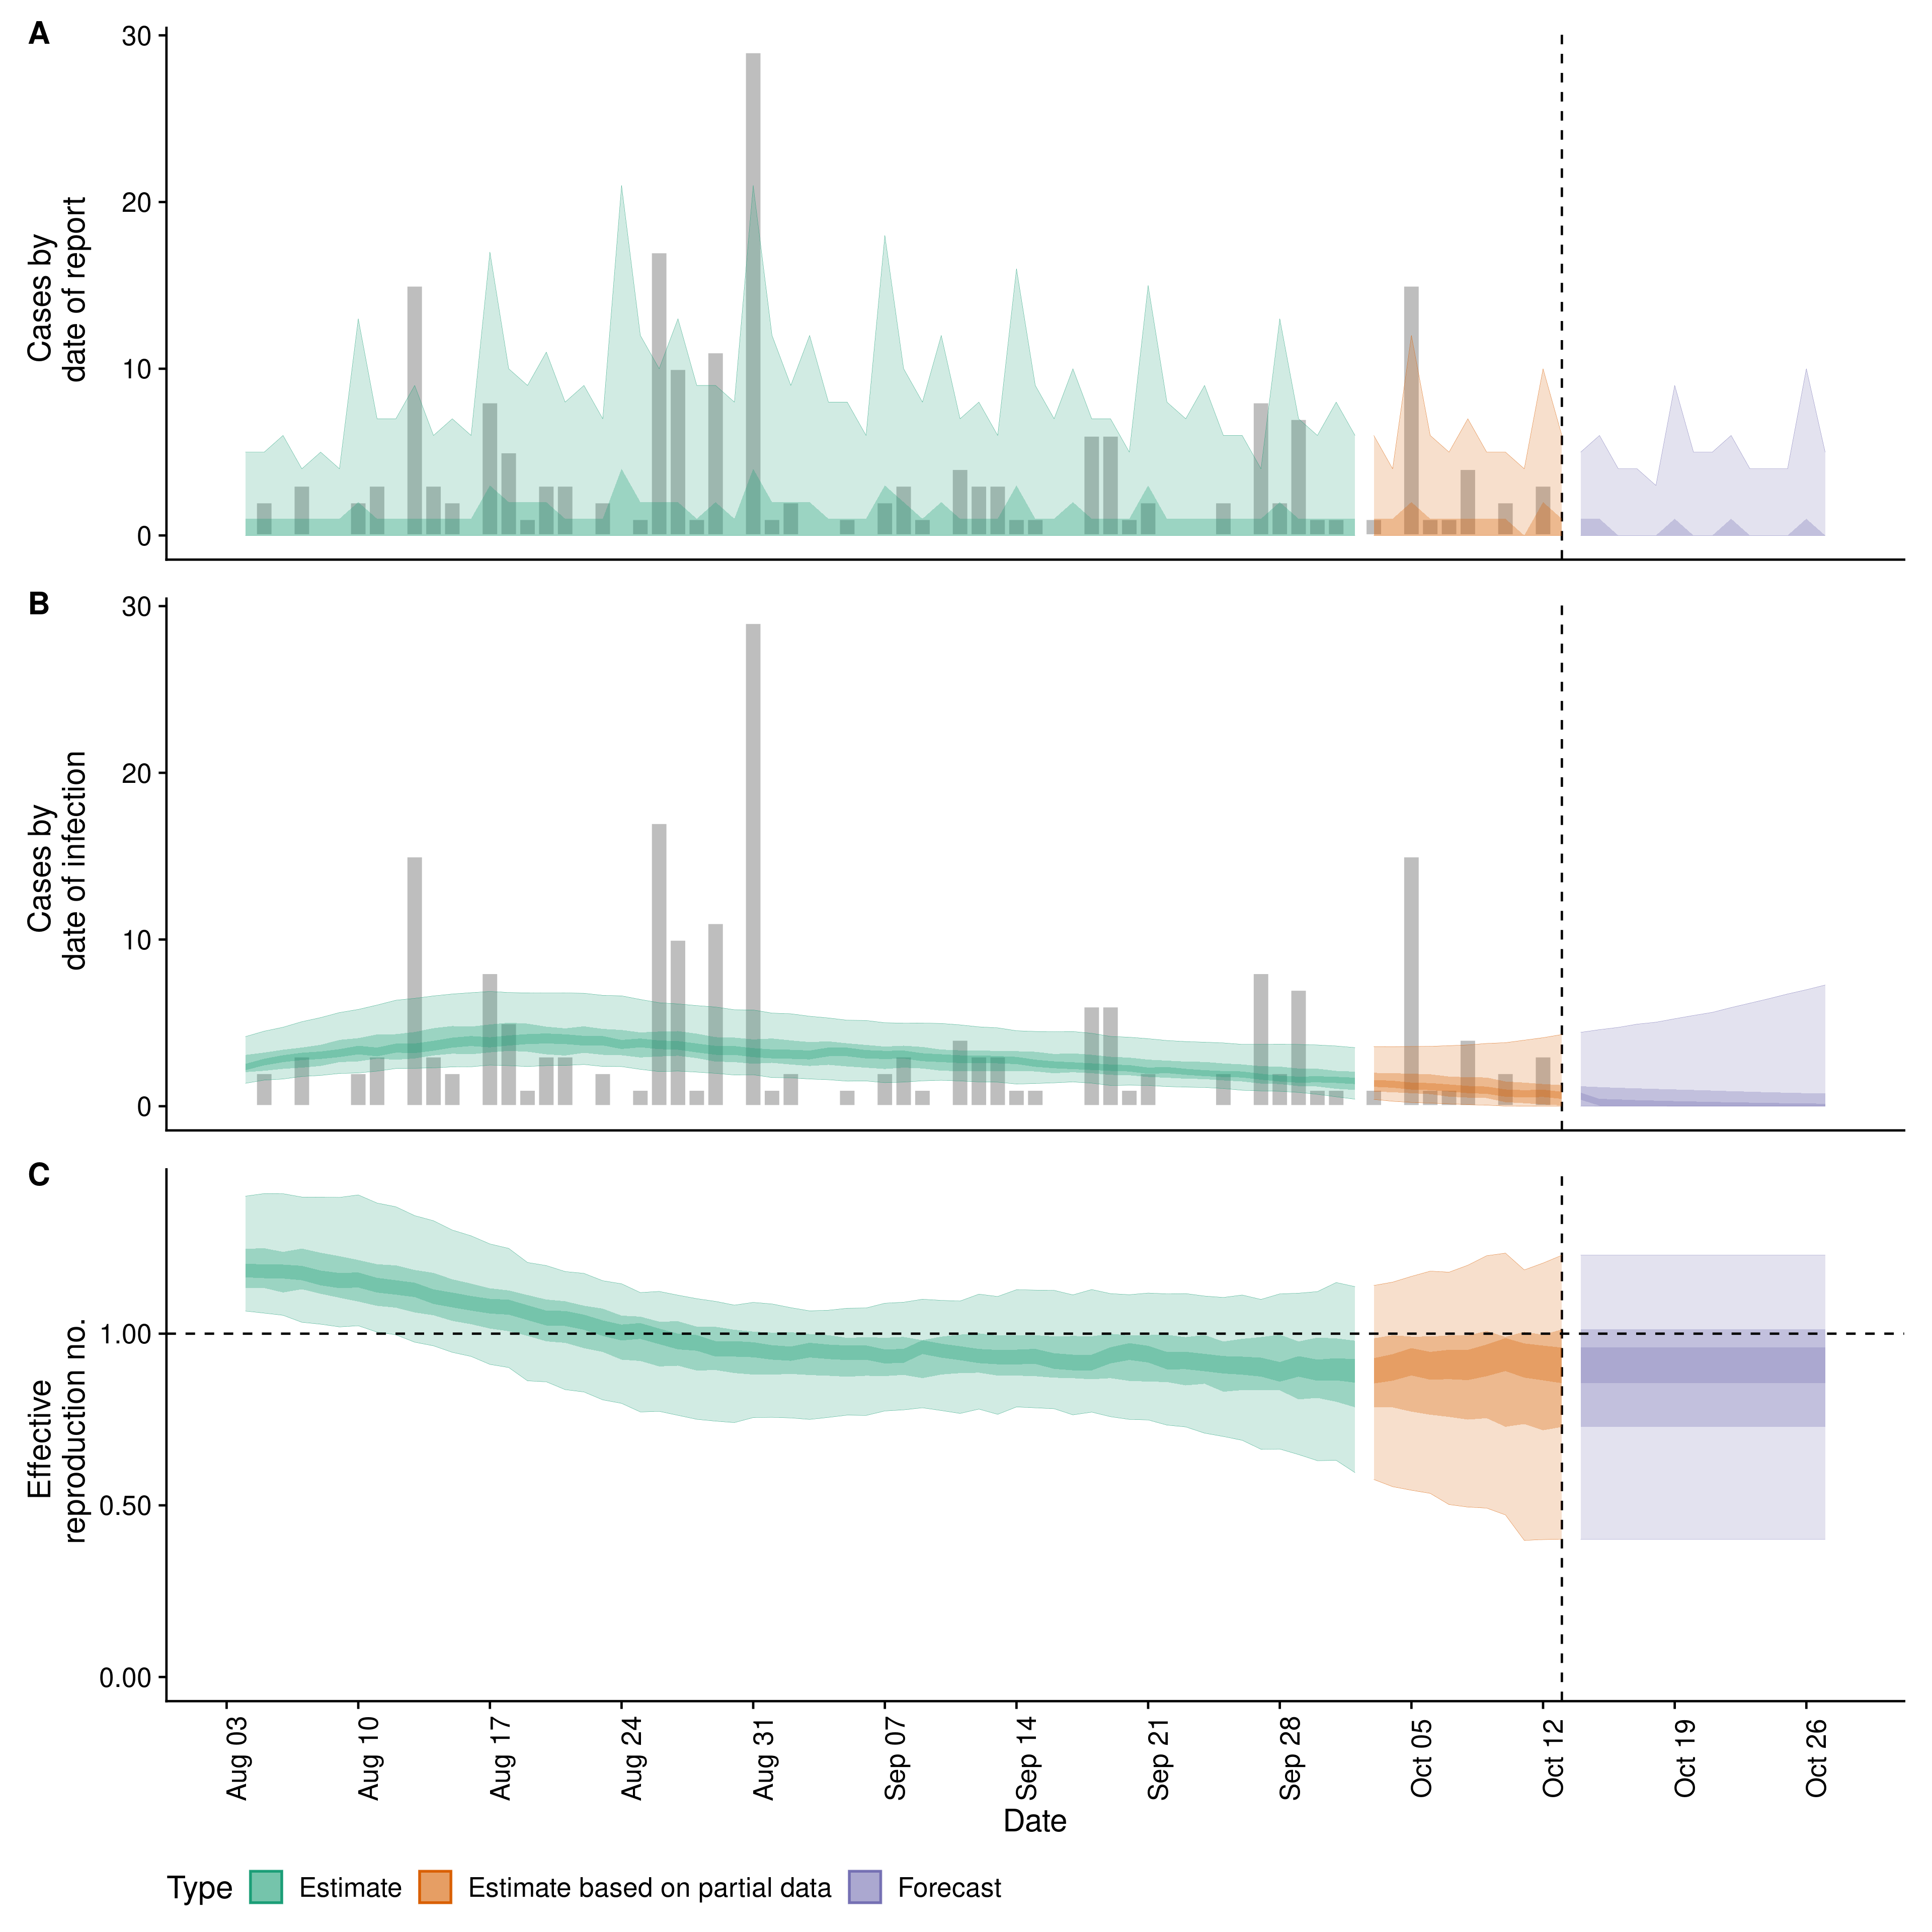 A
30
20
10
0
Cases by
date of report
B
30
20
10
0
Cases by
date of infection
C
1.00
0.50
0.00
Effective
reproduction no.
Aug 03
Aug 10
Aug 17
Aug 24
Aug 31
Sep 07
Sep 14
Sep 21
Sep 28
Oct 05
Oct 12
Oct 19
Oct 26
Date
Type Estimate Estimate based on partial data Forecast